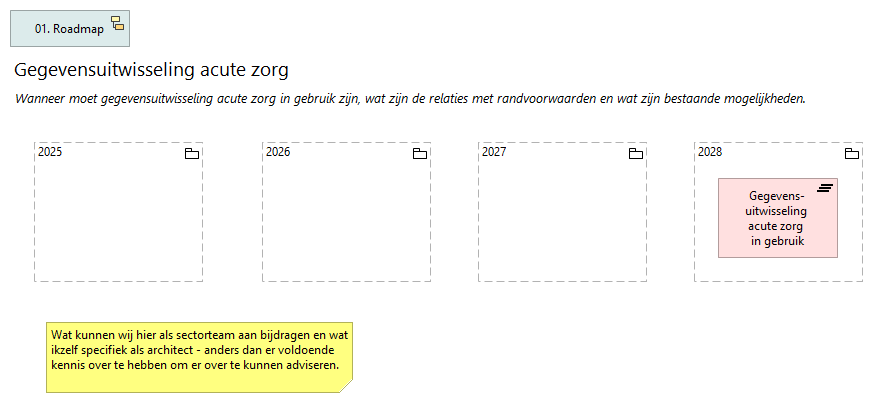 01. Roadmap
Gegevensuitwisseling acute zorg
Wanneer moet gegevensuitwisseling acute zorg in gebruik zijn, wat zijn de relaties met randvoorwaarden en wat zijn bestaande mogelijkheden.
2025
2026
2027
2028
Gegevens-
uitwisseling
acute zorg
in gebruik
Wat kunnen wij hier als sectorteam aan bijdragen en wat
ikzelf specifiek als architect - anders dan er voldoende
kennis over te hebben om er over te kunnen adviseren.